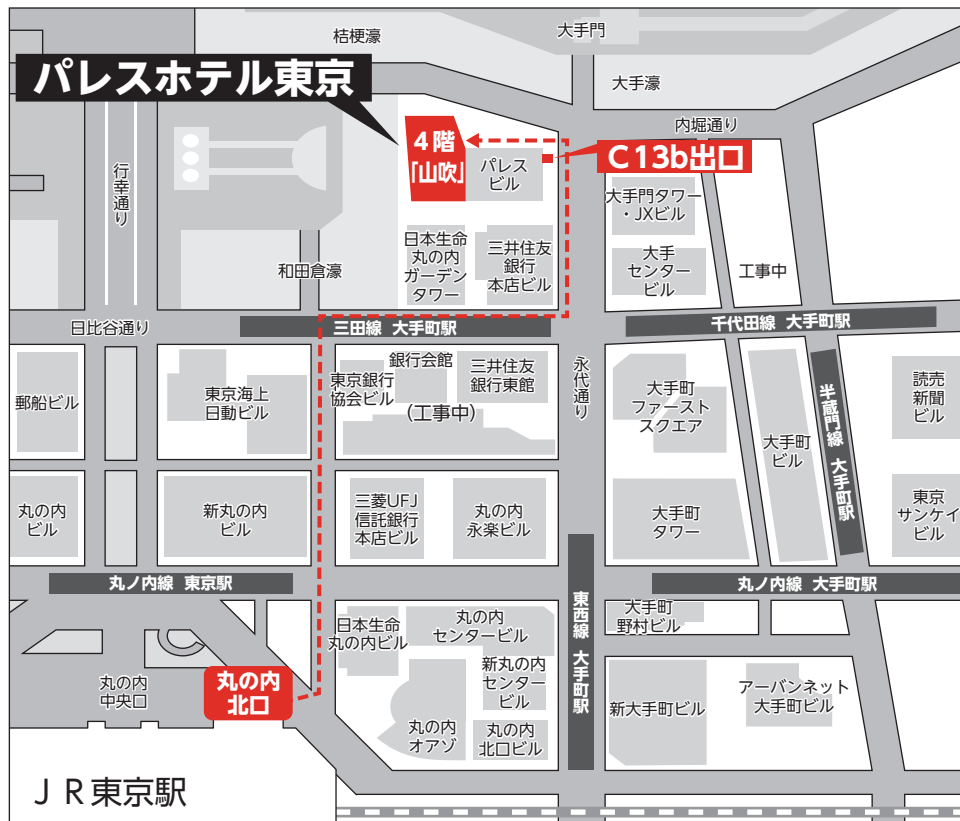 桔梗濠
大手門
大手濠
パレスホテル東京
内堀通り
4階
「山吹」
パレス
ビル
C13b出口
行幸通り
大手門タワー
・JXビル
和田倉濠
日本生命
丸の内
ガーデン
タワー
三井住友
銀行
本店ビル
大手
センター
ビル
工事中
日比谷通り
三田線 大手町駅
千代田線 大手町駅
郵船ビル
東京海上
日動ビル
東京銀行
協会ビル
銀行会館
三井住友
銀行東館
(工事中)
永代通り
大手町
ファースト
スクエア
大手町
ビル
半蔵門線 大手町駅
読売
新聞
ビル
丸の内
ビル
新丸の内
ビル
三菱UFJ
信託銀行
本店ビル
丸の内
永楽ビル
大手町
タワー
東京
サンケイ
ビル
丸ノ内線 東京駅
東西線 大手町駅
丸ノ内線 大手町駅
日本生命
丸の内ビル
丸の内
センタービル
大手町
野村ビル
丸の内
中央口
丸の内
北口
新丸の内
センター
ビル
丸の内
オアゾ
丸の内
北口ビル
新大手町ビル
アーバンネット
大手町ビル
JR東京駅